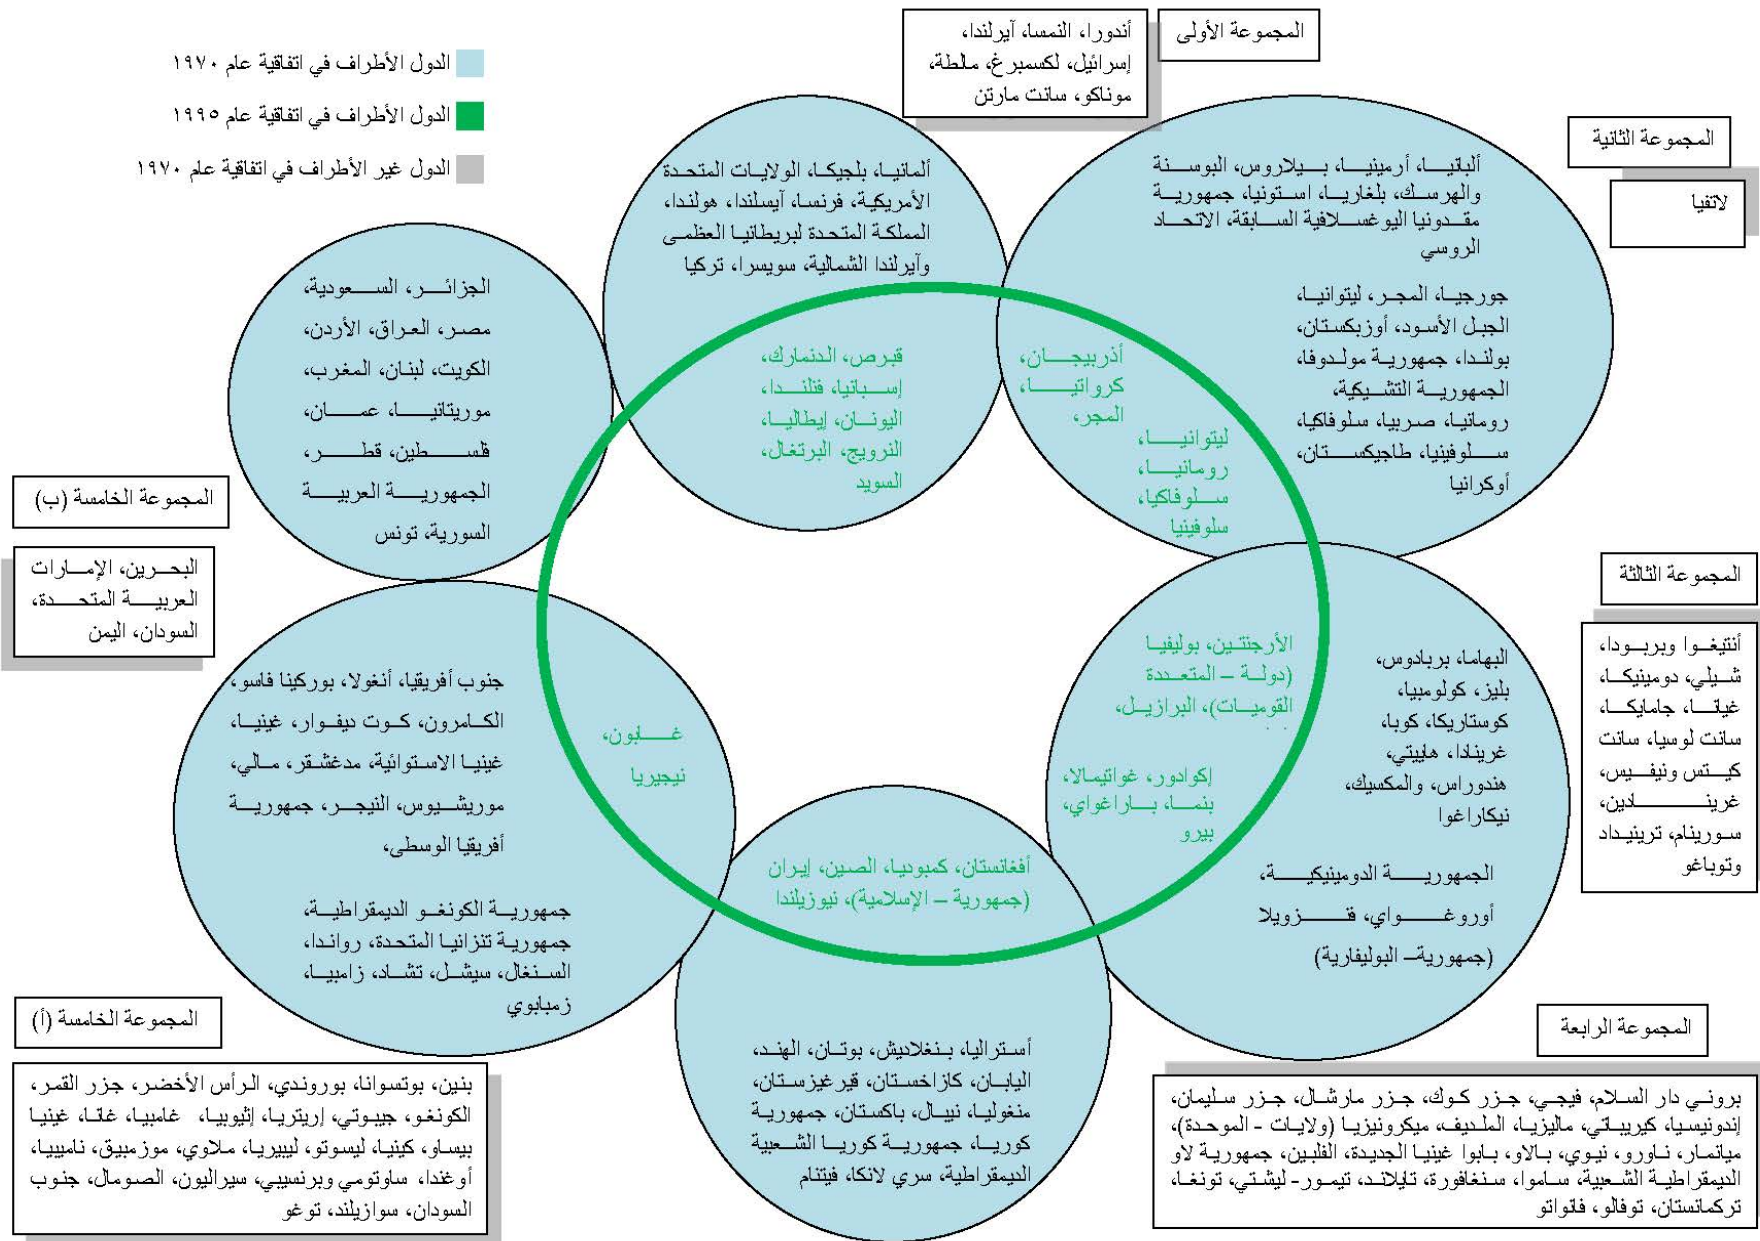 الدول الأطراف في اتفاقية عام ١٩٧٠
الدول الأطراف في اتفاقية عام ١٩٩٥
الدول غير الأطراف في اتفاقية عام ١٩٧٠
المجموعة الأولى
أندورا، النمسا، آيرلندا،
إسرائيل، لكسمبرغ، مالطة،
موناكو، سانت مارتن
ألمانيا، بلجيكا، الولايات المتحدة
الأمريكية، فرنسا، آيسلندا، هولندا،
المملكة المتحدة لبريطانيا العظمى
وآيرلندا الشمالية، سويسرا، تركيا
قبرص، الدنمارك،
إسبانيا، فنلندا،
اليونان، إيطاليا،
النرويج، البرتغال،
السويد
المجموعة الثانية
لاتفيا
ألبانيا، أرمينيا، بيلاروس، البوسنة
والهرسك، بلغاريا، استونيا، جمهورية
مقدونيا اليوغسلافية السابقة، الاتحاد
الروسي
جورجيا، المجر، ليتوانيا،
الجبل الأسود، أوزبكستان،
بولندا، جمهورية مولدوفا،
الجمهورية التشيكية،
رومانيا، صربيا، سلوفاكيا،
سلوفينيا، طاجيكستان،
أوكرانيا
أذربيجان،
كرواتيا،
المجر،
ليتوانيا،
رومانيا،
سلوفاكيا،
سلوفينيا
المجموعة الثالثة
أنتيغوا وبربودا،
شيلي، دومينيكا،
غيانا، جامايكا،
سانت لوسيا، سانت
كيتس ونيفيس،
غرينادين،
سورينام، ترينيداد
وتوباغو
البهاما، بربادوس،
بليز، كولومبيا،
كوستاريكا، كوبا،
غرينادا، هاييتي،
هندوراس، والمكسيك،
نيكاراغوا
الجمهورية الدومينيكية،
أوروغواي، فنزويلا
(جمهورية– البوليفارية)
الأرجنتين، بوليفيا
(دولة – المتعددة
القوميات)، البرازيل،
إكوادور، غواتيمالا،
بنما، باراغواي،
بيرو
المجموعة الرابعة
بروني دار السلام، فيجي، جزر كوك، جزر مارشال، جزر سليمان،
إندونيسيا، كيريباتي، ماليزيا، الملديف، ميكرونيزيا (ولايات - الموحدة)،
ميانمار، ناورو، نيوي، بالاو، بابوا غينيا الجديدة، الفلبين، جمهورية لاو
الديمقراطية الشعبية، ساموا، سنغافورة، تايلاند، تيمور- ليشتي، تونغا،
تركمانستان، توفالو، فانواتو
أفغانستان، كمبوديا، الصين، إيران
(جمهورية – الإسلامية)، نيوزيلندا
أستراليا، بنغلاديش، بوتان، الهند،
اليابان، كازاخستان، قيرغيزستان،
منغوليا، نيبال، باكستان، جمهورية
كوريا، جمهورية كوريا الشعبية
الديمقراطية، سري لانكا، فيتنام
المجموعة الخامسة (أ)
بنين، بوتسوانا، بوروندي، الرأس الأخضر، جزر القمر،
الكونغو، جيبوتي، إريتريا، إثيوبيا، غامبيا، غانا، غينيا
بيساو، كينيا، ليسوتو، ليبيريا، ملاوي، موزمبيق، ناميبيا،
أوغندا، ساوتومي وبرنسيبي، سيراليون، الصومال، جنوب
السودان، سوازيلند، توغو
جنوب أفريقيا، أنغولا، بوركينا فاسو،
الكامرون، كوت ديفوار، غينيا،
غينيا الاستوائية، مدغشقر، مالي،
موريشيوس، النيجر، جمهورية
أفريقيا الوسطى،
جمهورية الكونغو الديمقراطية،
جمهورية تنزانيا المتحدة، رواندا،
السنغال، سيشل، تشاد، زامبيا،
زمبابوي
غابون،
نيجيريا
المجموعة الخامسة (ب)
البحرين، الإمارات
العربية المتحدة،
السودان، اليمن
الجزائر، السعودية،
مصر، العراق، الأردن،
الكويت، لبنان، المغرب،
موريتانيا، عمان،
فلسطين، قطر،
الجمهورية العربية
السورية، تونس